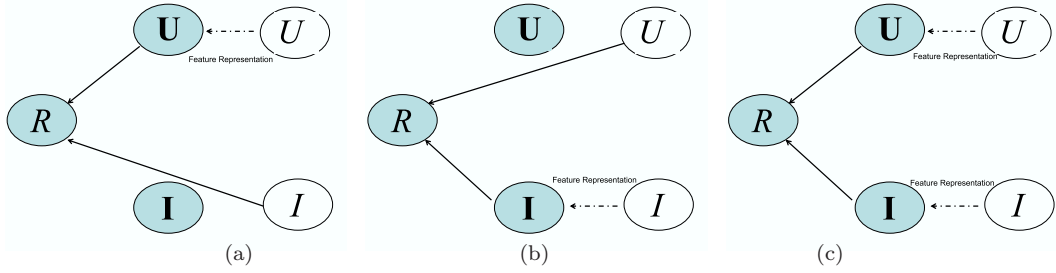 U U
Feature Representation
R
I I
(a)
U U
R
Feature Representation
I I
(b)
U U
Feature Representation
R
Feature Representation
I I
(c)